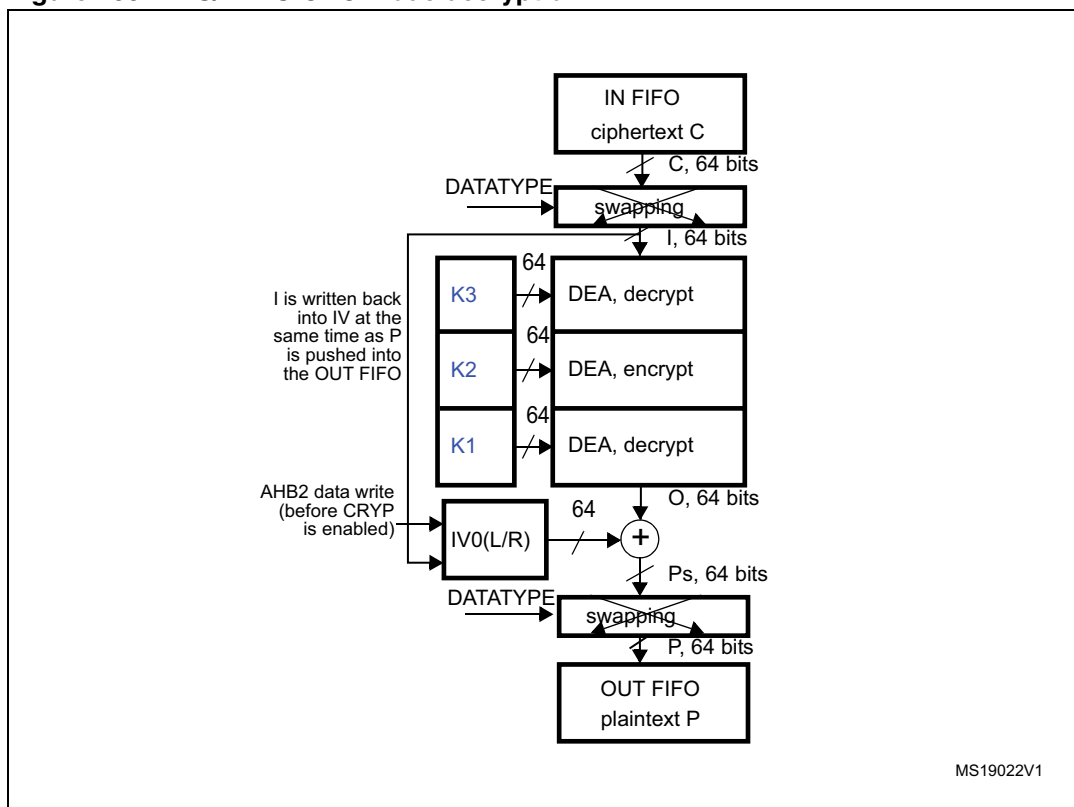 IN FIFO
ciphertext C
C, 64 bits
DATATYPE
swapping
I, 64 bits
64
K3
DEA, decrypt
I is written back
into IV at the
same time as P
is pushed into
the OUT FIFO
64
K2
DEA, encrypt
64
K1
DEA, decrypt
O, 64 bits
AHB2 data write
(before CRYP
is enabled)
64
IV0(L/R)
+
Ps, 64 bits
DATATYPE
swapping
P, 64 bits
OUT FIFO
plaintext P
MS19022V1